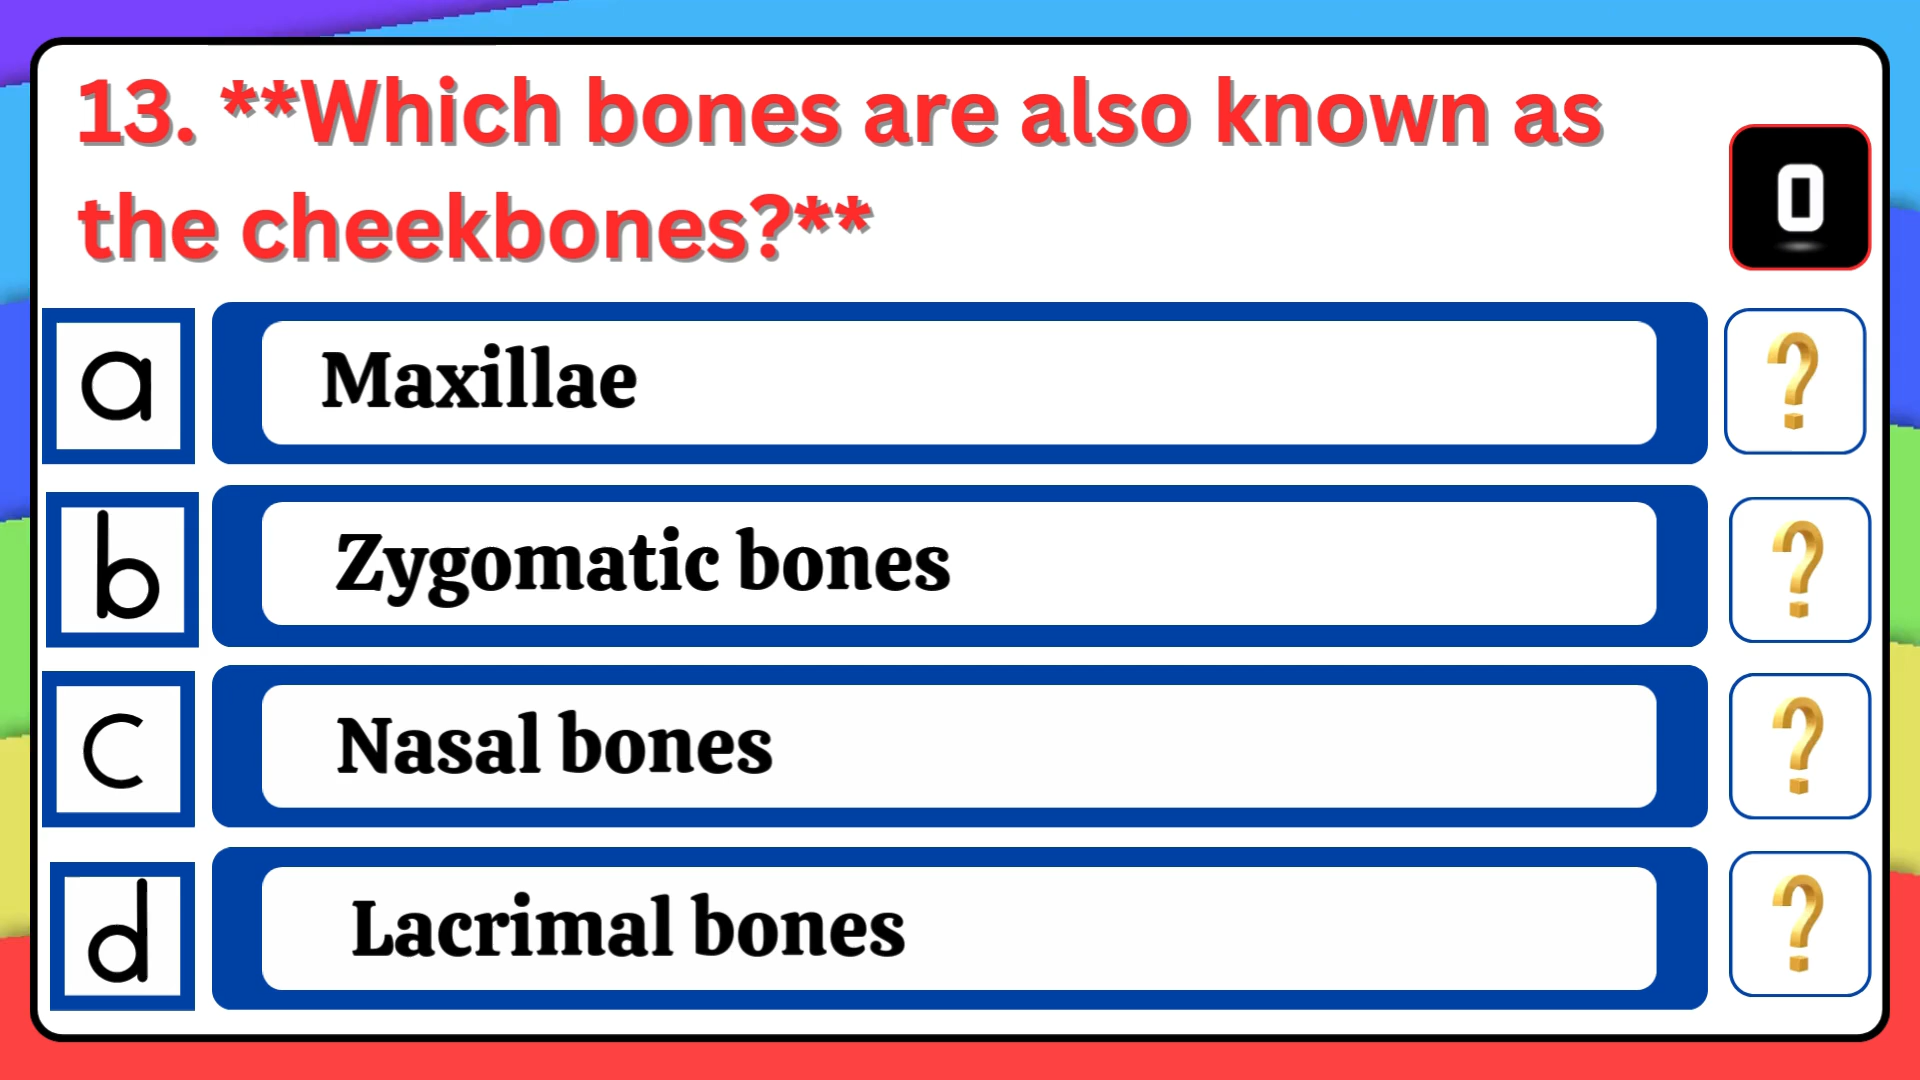 13. **Which bones are also known as
the cheekbones?**
0
a
Maxillae
?
b
Zygomatic bones
?
c
Nasal bones
?
d
Lacrimal bones
?